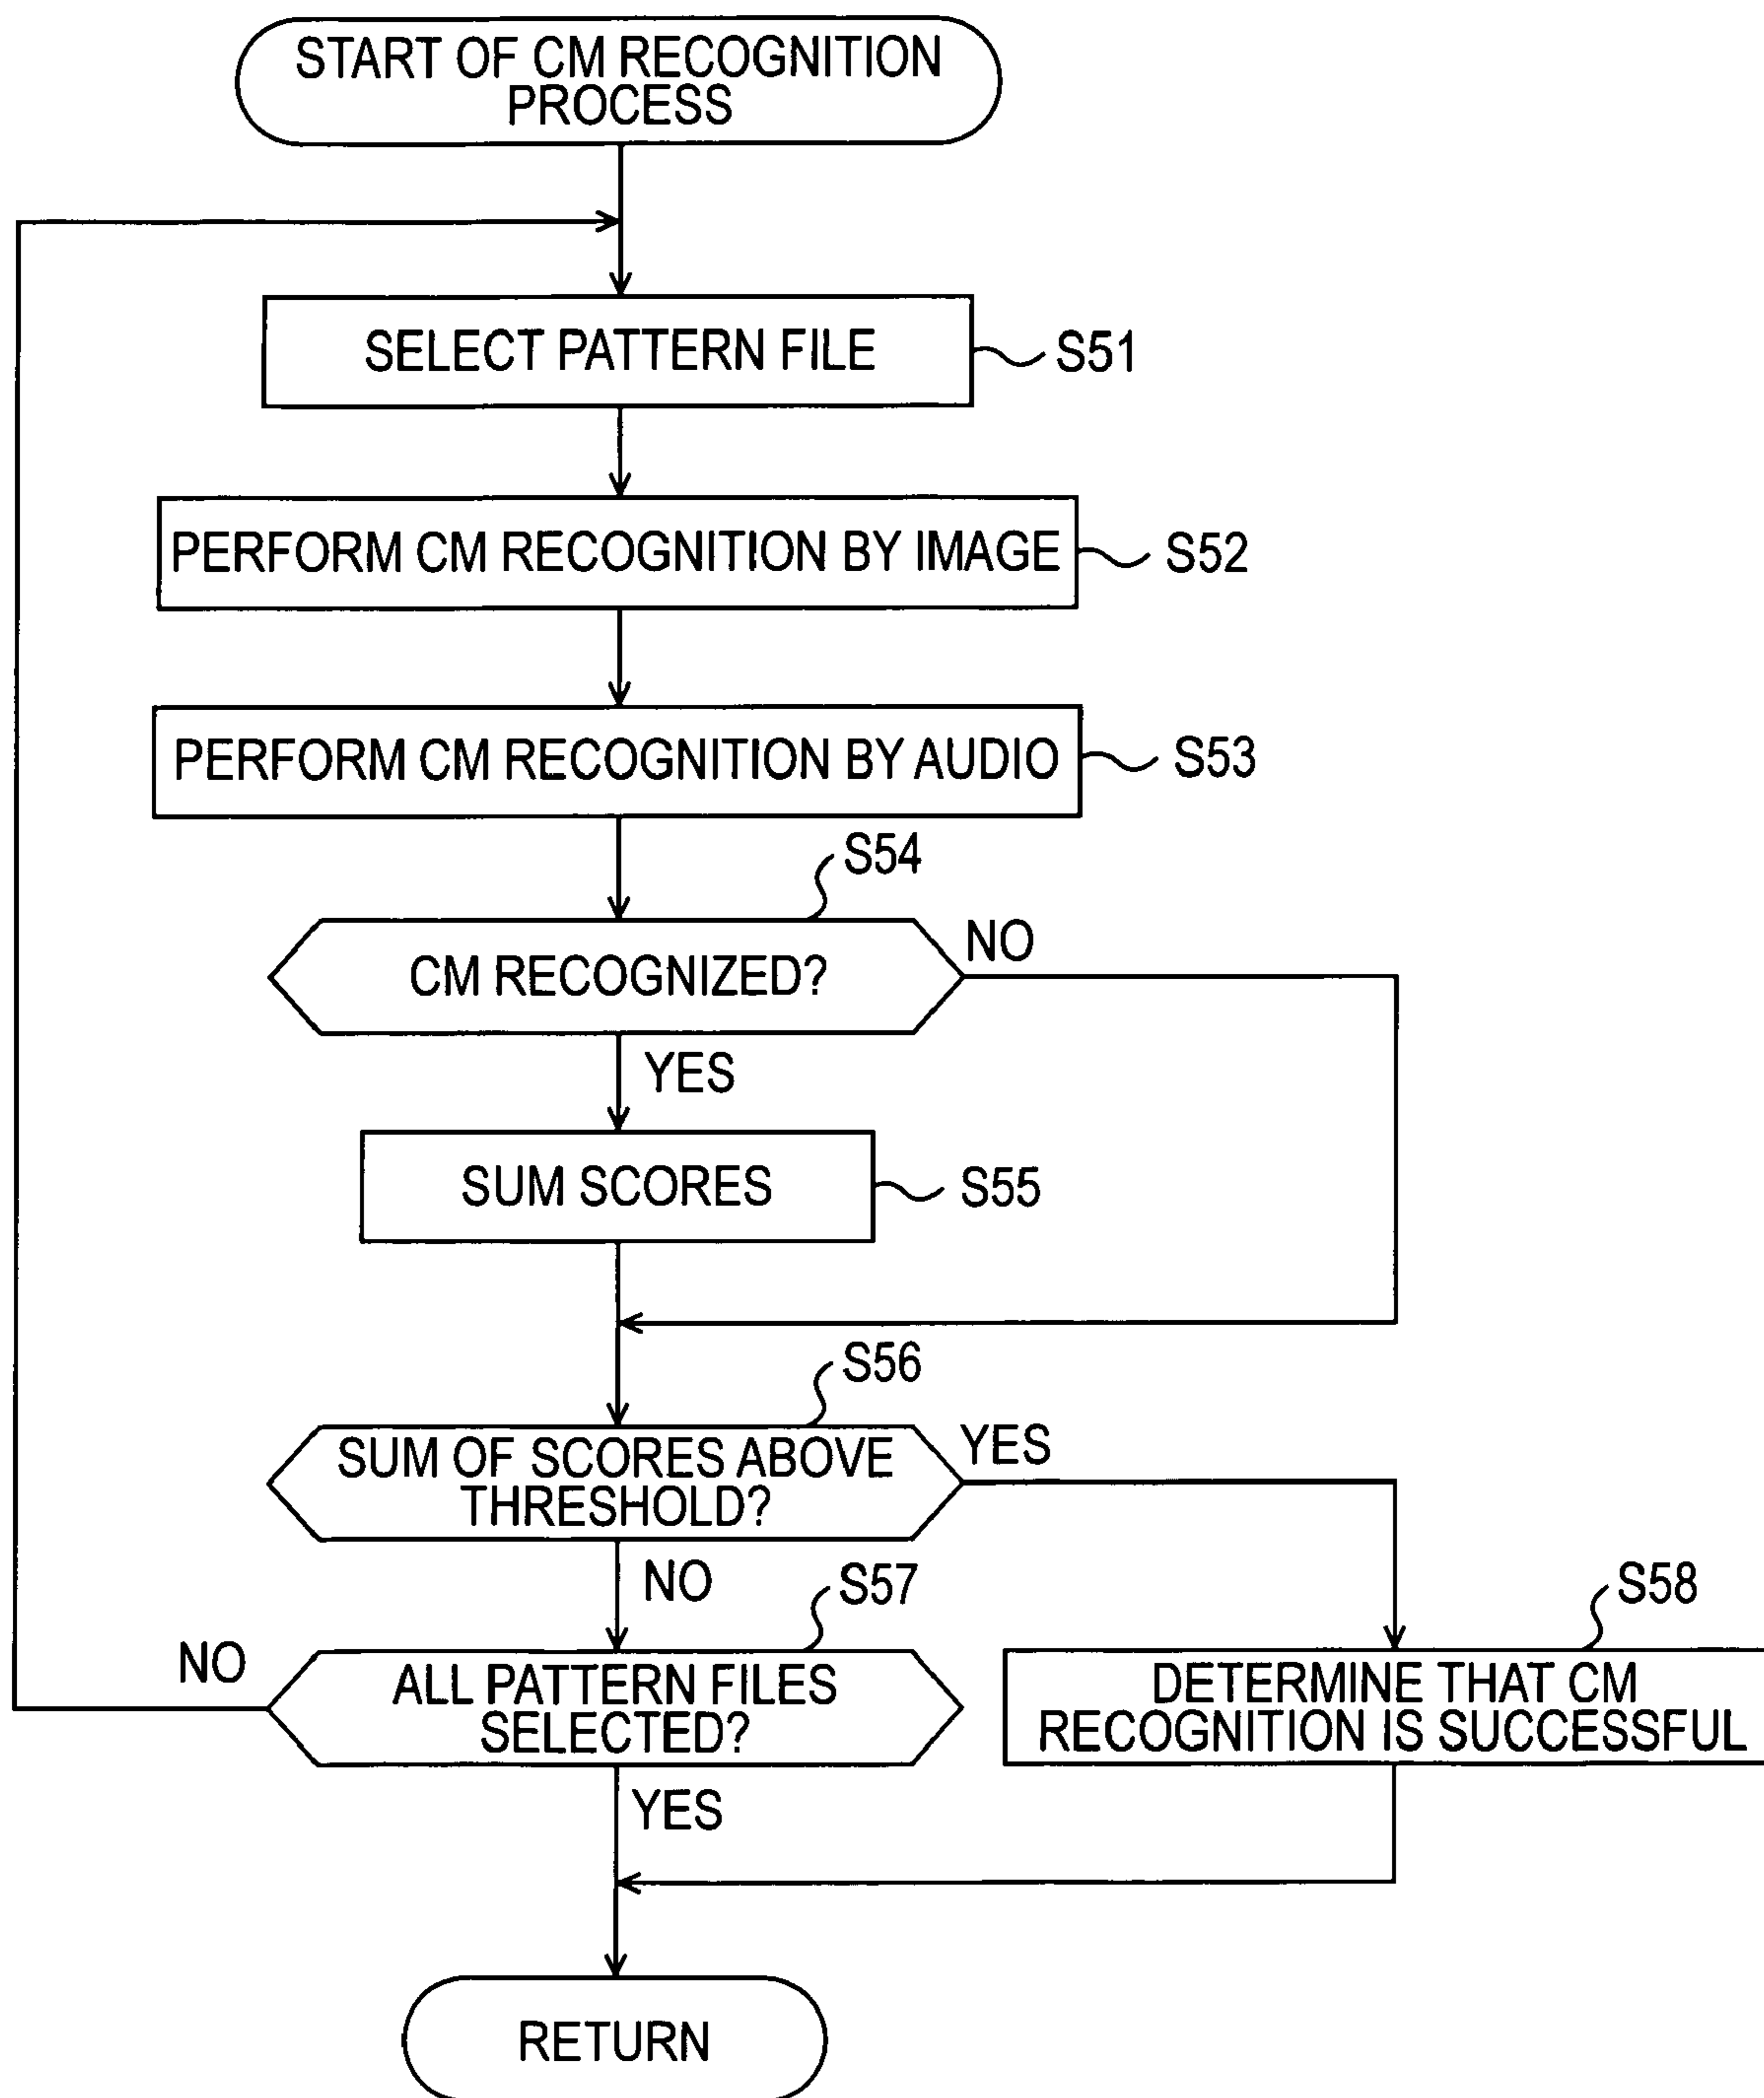 START OF CM RECOGNITION
PROCESS
SELECT PATTERN FILE
S51
PERFORM CM RECOGNITION BY IMAGE
S52
PERFORM CM RECOGNITION BY AUDIO
S53
S54
CM RECOGNIZED?
NO
YES
SUM SCORES
S55
S56
SUM OF SCORES ABOVE
THRESHOLD?
YES
NO
S57
S58
NO
ALL PATTERN FILES
SELECTED?
DETERMINE THAT CM
RECOGNITION IS SUCCESSFUL
YES
RETURN